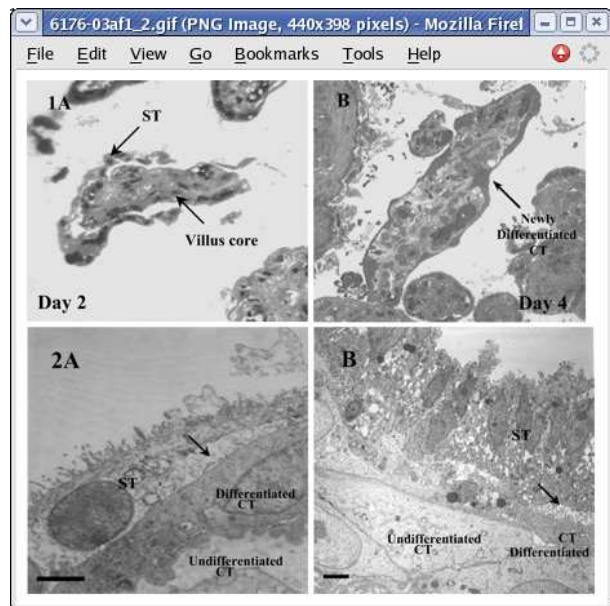 6176-03af1_2.gif (PNG Image, 440x398 pixels) - Mozilla Firef
File Edit View Go Bookmarks Tools Help
1A
ST
Villus core
Day 2
B
Newly
Differentiated
CT
Day 4
2A
ST
Differentiated
CT
Undifferentiated
CT
B
ST
Undifferentiated
CT
CT
Differentiated